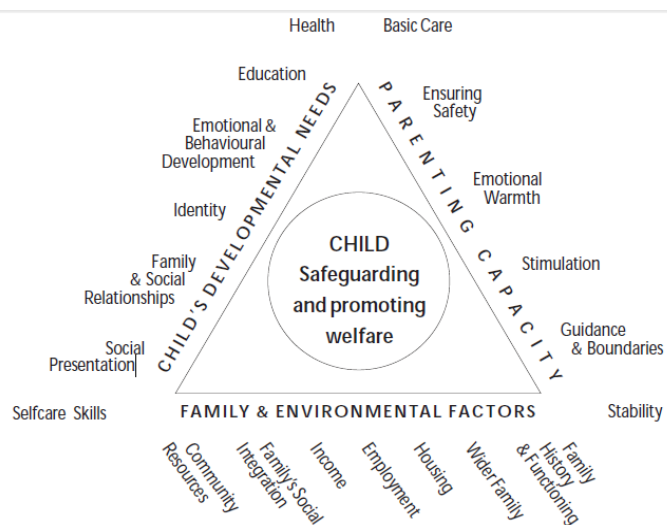 Health
Basic Care
Education
Ensuring
Safety
Emotional &
Behavioural
Development
Emotional
Warmth
Identity
Stimulation
Family
& Social
Relationships
Guidance
& Boundaries
Social
Presentation
Selfcare Skills
Stability
CHILD'S DEVELOPMENTAL NEEDS
PARENTING CAPACITY
CHILD
Safeguarding
and promoting
welfare
FAMILY & ENVIRONMENTAL FACTORS
Community
Resources
Family's Social
Integration
Income
Employment
Housing
Wider Family
Family
History
& Functioning